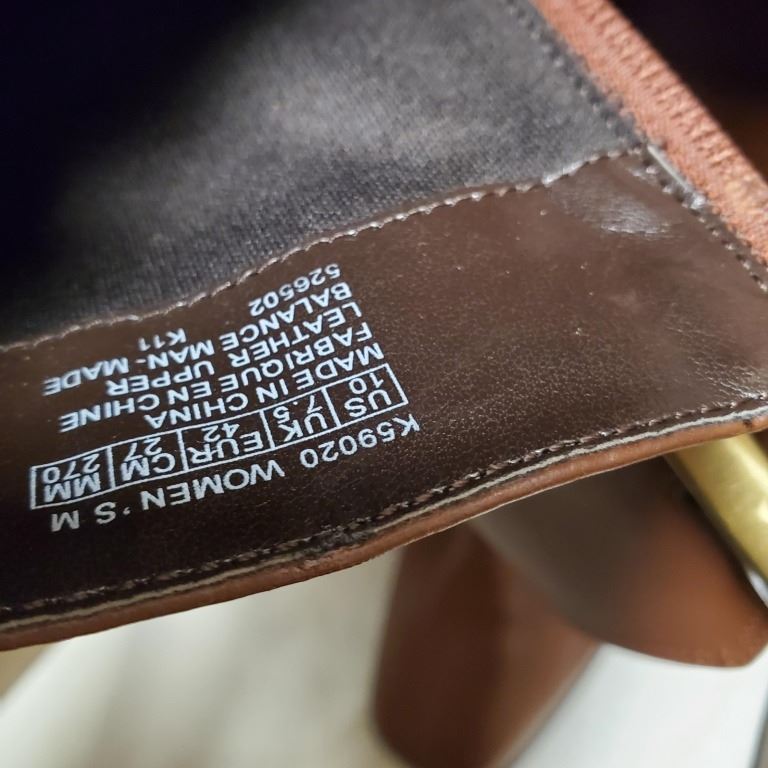 K59020 WOMEN'S M
US UK EUR CM MM
10 7.5 42 27 270
MADE IN CHINA
FABRIQUE EN CHINE
LEATHER UPPER
BALANCE MAN-MADE
526502 K11